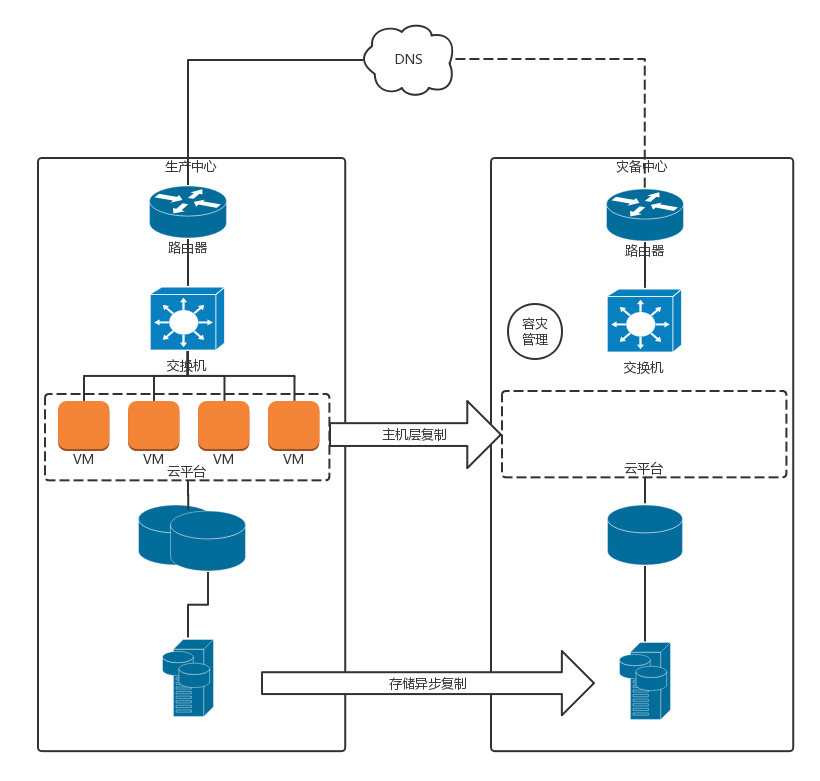 DNS
生产中心
灾备中心
路由器
路由器
容灾
管理
交换机
交换机
主机层复制
VM
VM
VM
VM
云平台
云平台
存储异步复制